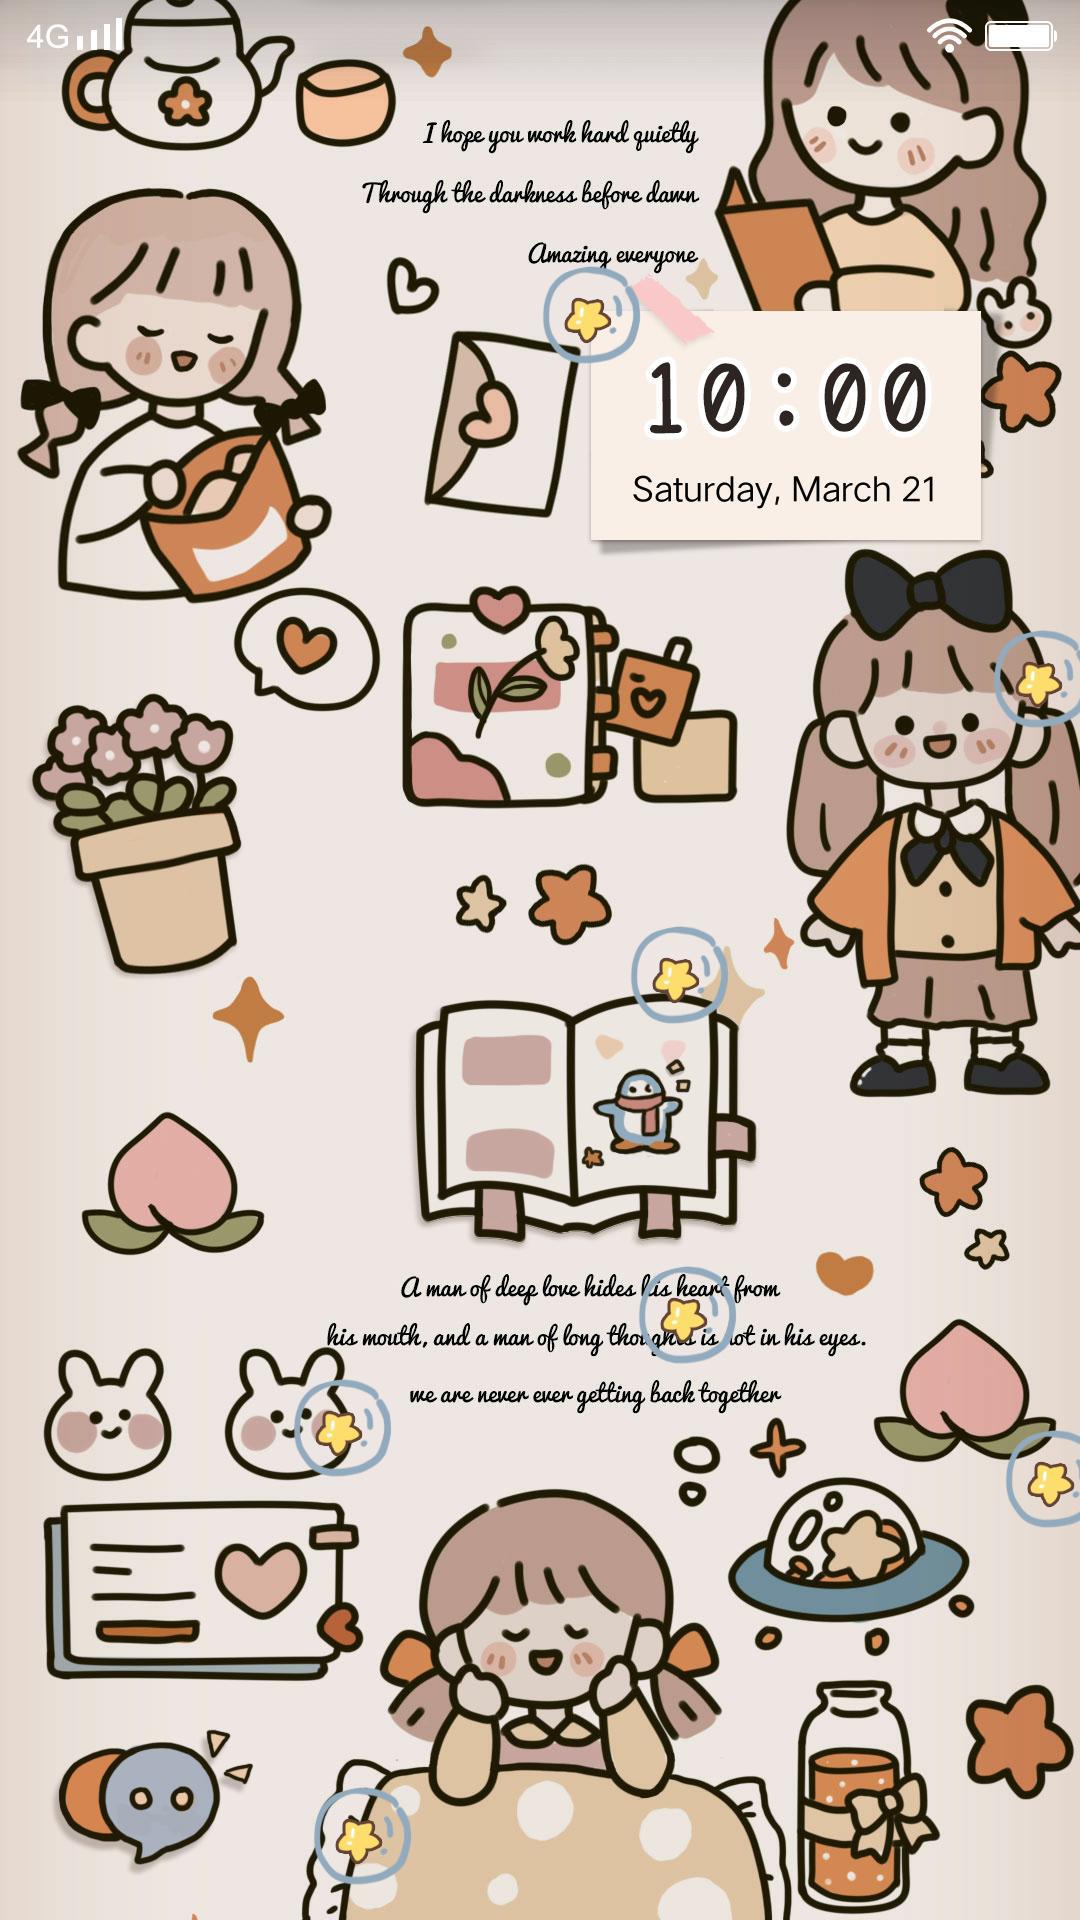 4G
I hope you work hard quietly
Through the darkness before dawn
Amazing everyone
10:00
Saturday, March 21
A man of deep love hides his heart from
his mouth, and a man of long thoughts is not in his eyes.
we are never ever getting back together